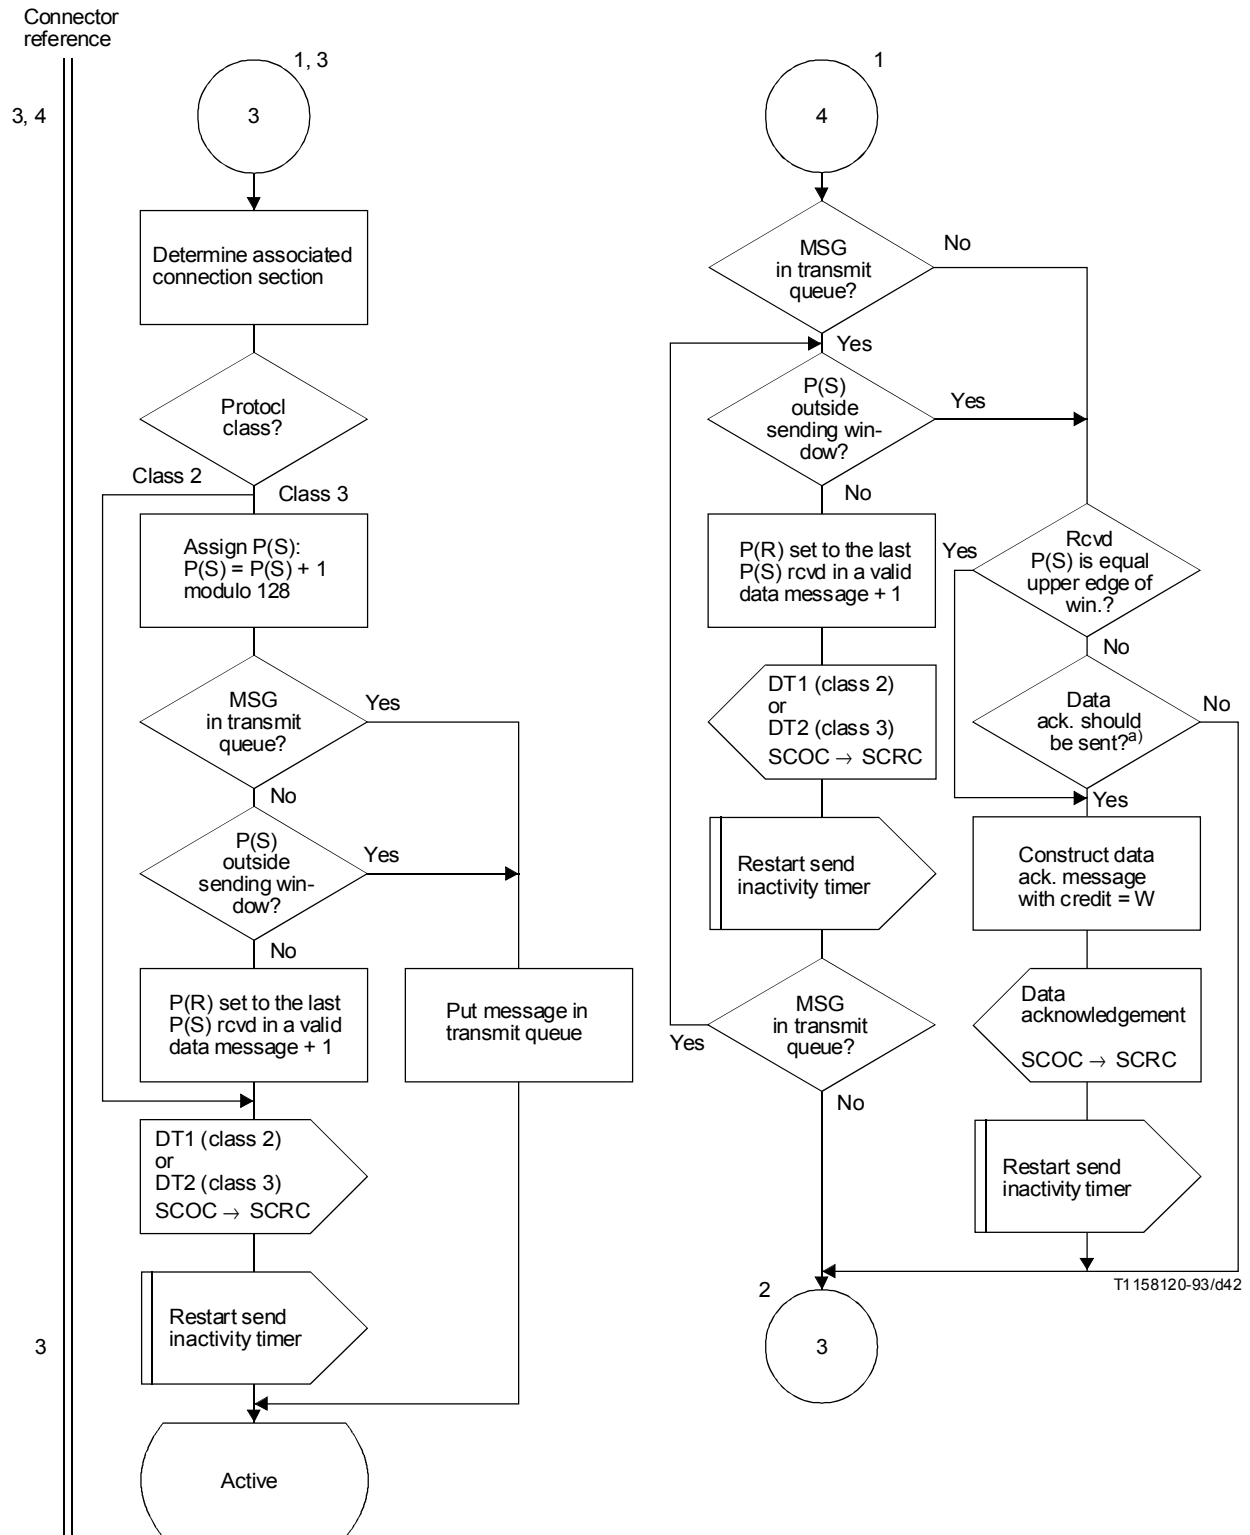 Connector
reference
3, 4
1, 3
3
Determine associated
connection section
Protocl
class?
Class 2
Class 3
Assign P(S):
P(S) = P(S) + 1
modulo 128
MSG
in transmit
queue?
Yes
No
P(S)
outside
sending win-
dow?
Yes
No
P(R) set to the last
P(S) rcvd in a valid
data message + 1
Put message in
transmit queue
DT1 (class 2)
or
DT2 (class 3)
SCOC → SCRC
Restart send
inactivity timer
3
Active
1
4
MSG
in transmit
queue?
No
Yes
P(S)
outside
sending win-
dow?
Yes
No
P(R) set to the last
P(S) rcvd in a valid
data message + 1
DT1 (class 2)
or
DT2 (class 3)
SCOC → SCRC
Restart send
inactivity timer
MSG
in transmit
queue?
Yes
No
Rcvd
P(S) is equal
upper edge of
win.?
Yes
No
Data
ack. should
be sent?a)
No
Yes
Construct data
ack. message
with credit = W
Data
acknowledgement
SCOC → SCRC
Restart send
inactivity timer
T1158120-93/d42
2
3